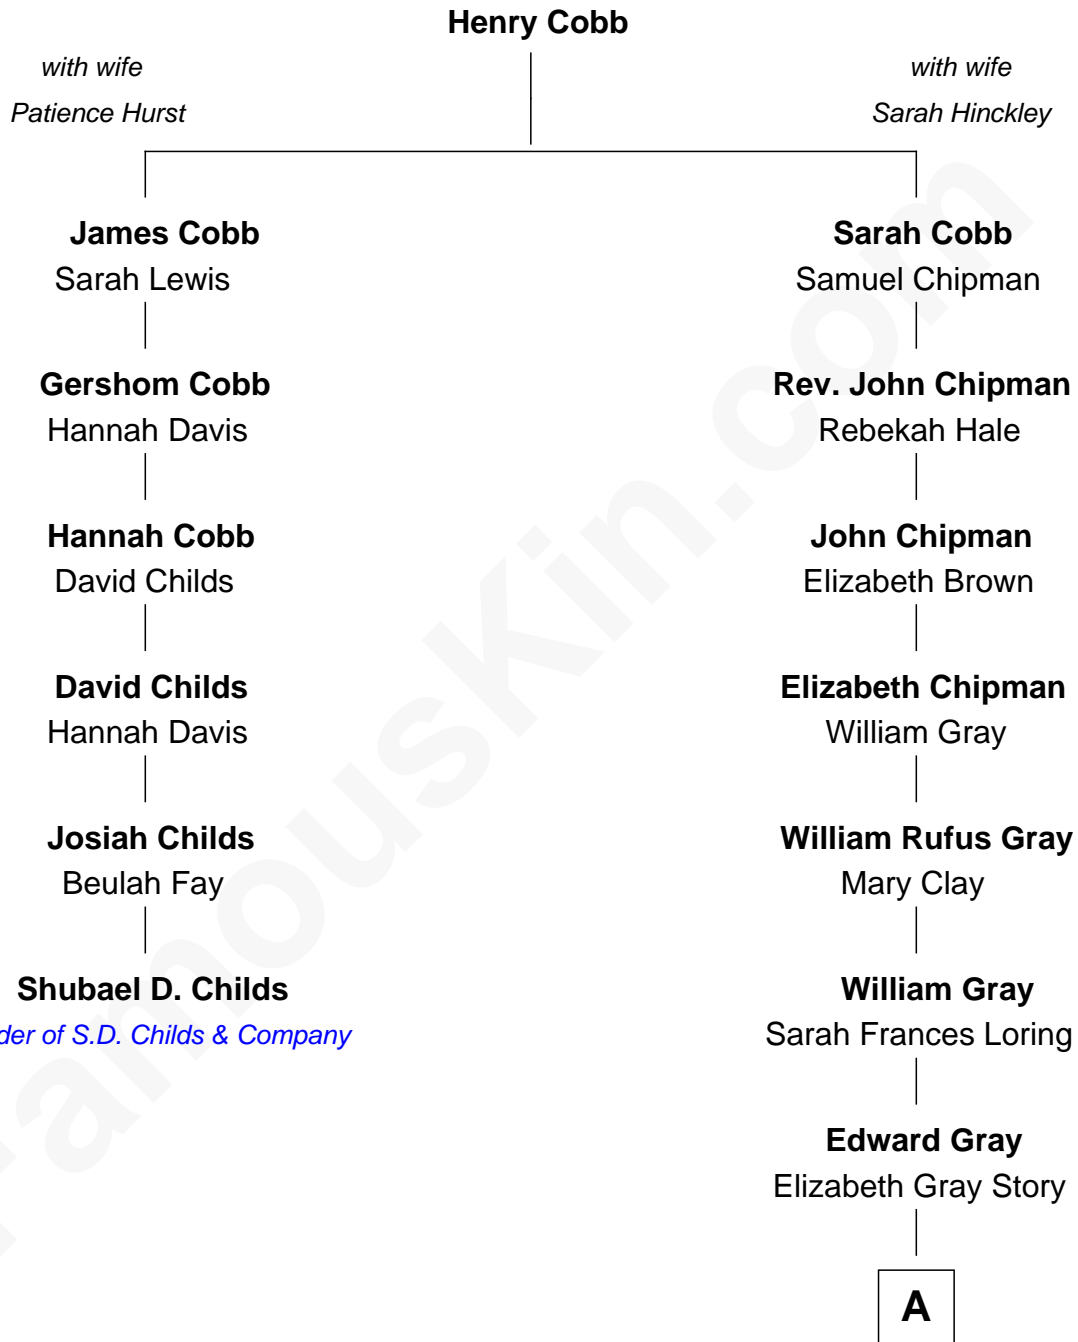 Henry Cobb
with wife
Patience Hurst
with wife
Sarah Hinckley
James Cobb
Sarah Lewis
Gershom Cobb
Hannah Davis
Hannah Cobb
David Childs
David Childs
Hannah Davis
Josiah Childs
Beulah Fay
Shubael D. Childs
der of S.D. Childs & Company
Sarah Cobb
Samuel Chipman
Rev. John Chipman
Rebekah Hale
John Chipman
Elizabeth Brown
Elizabeth Chipman
William Gray
William Rufus Gray
Mary Clay
William Gray
Sarah Frances Loring
Edward Gray
Elizabeth Gray Story
A
FamousKin.com